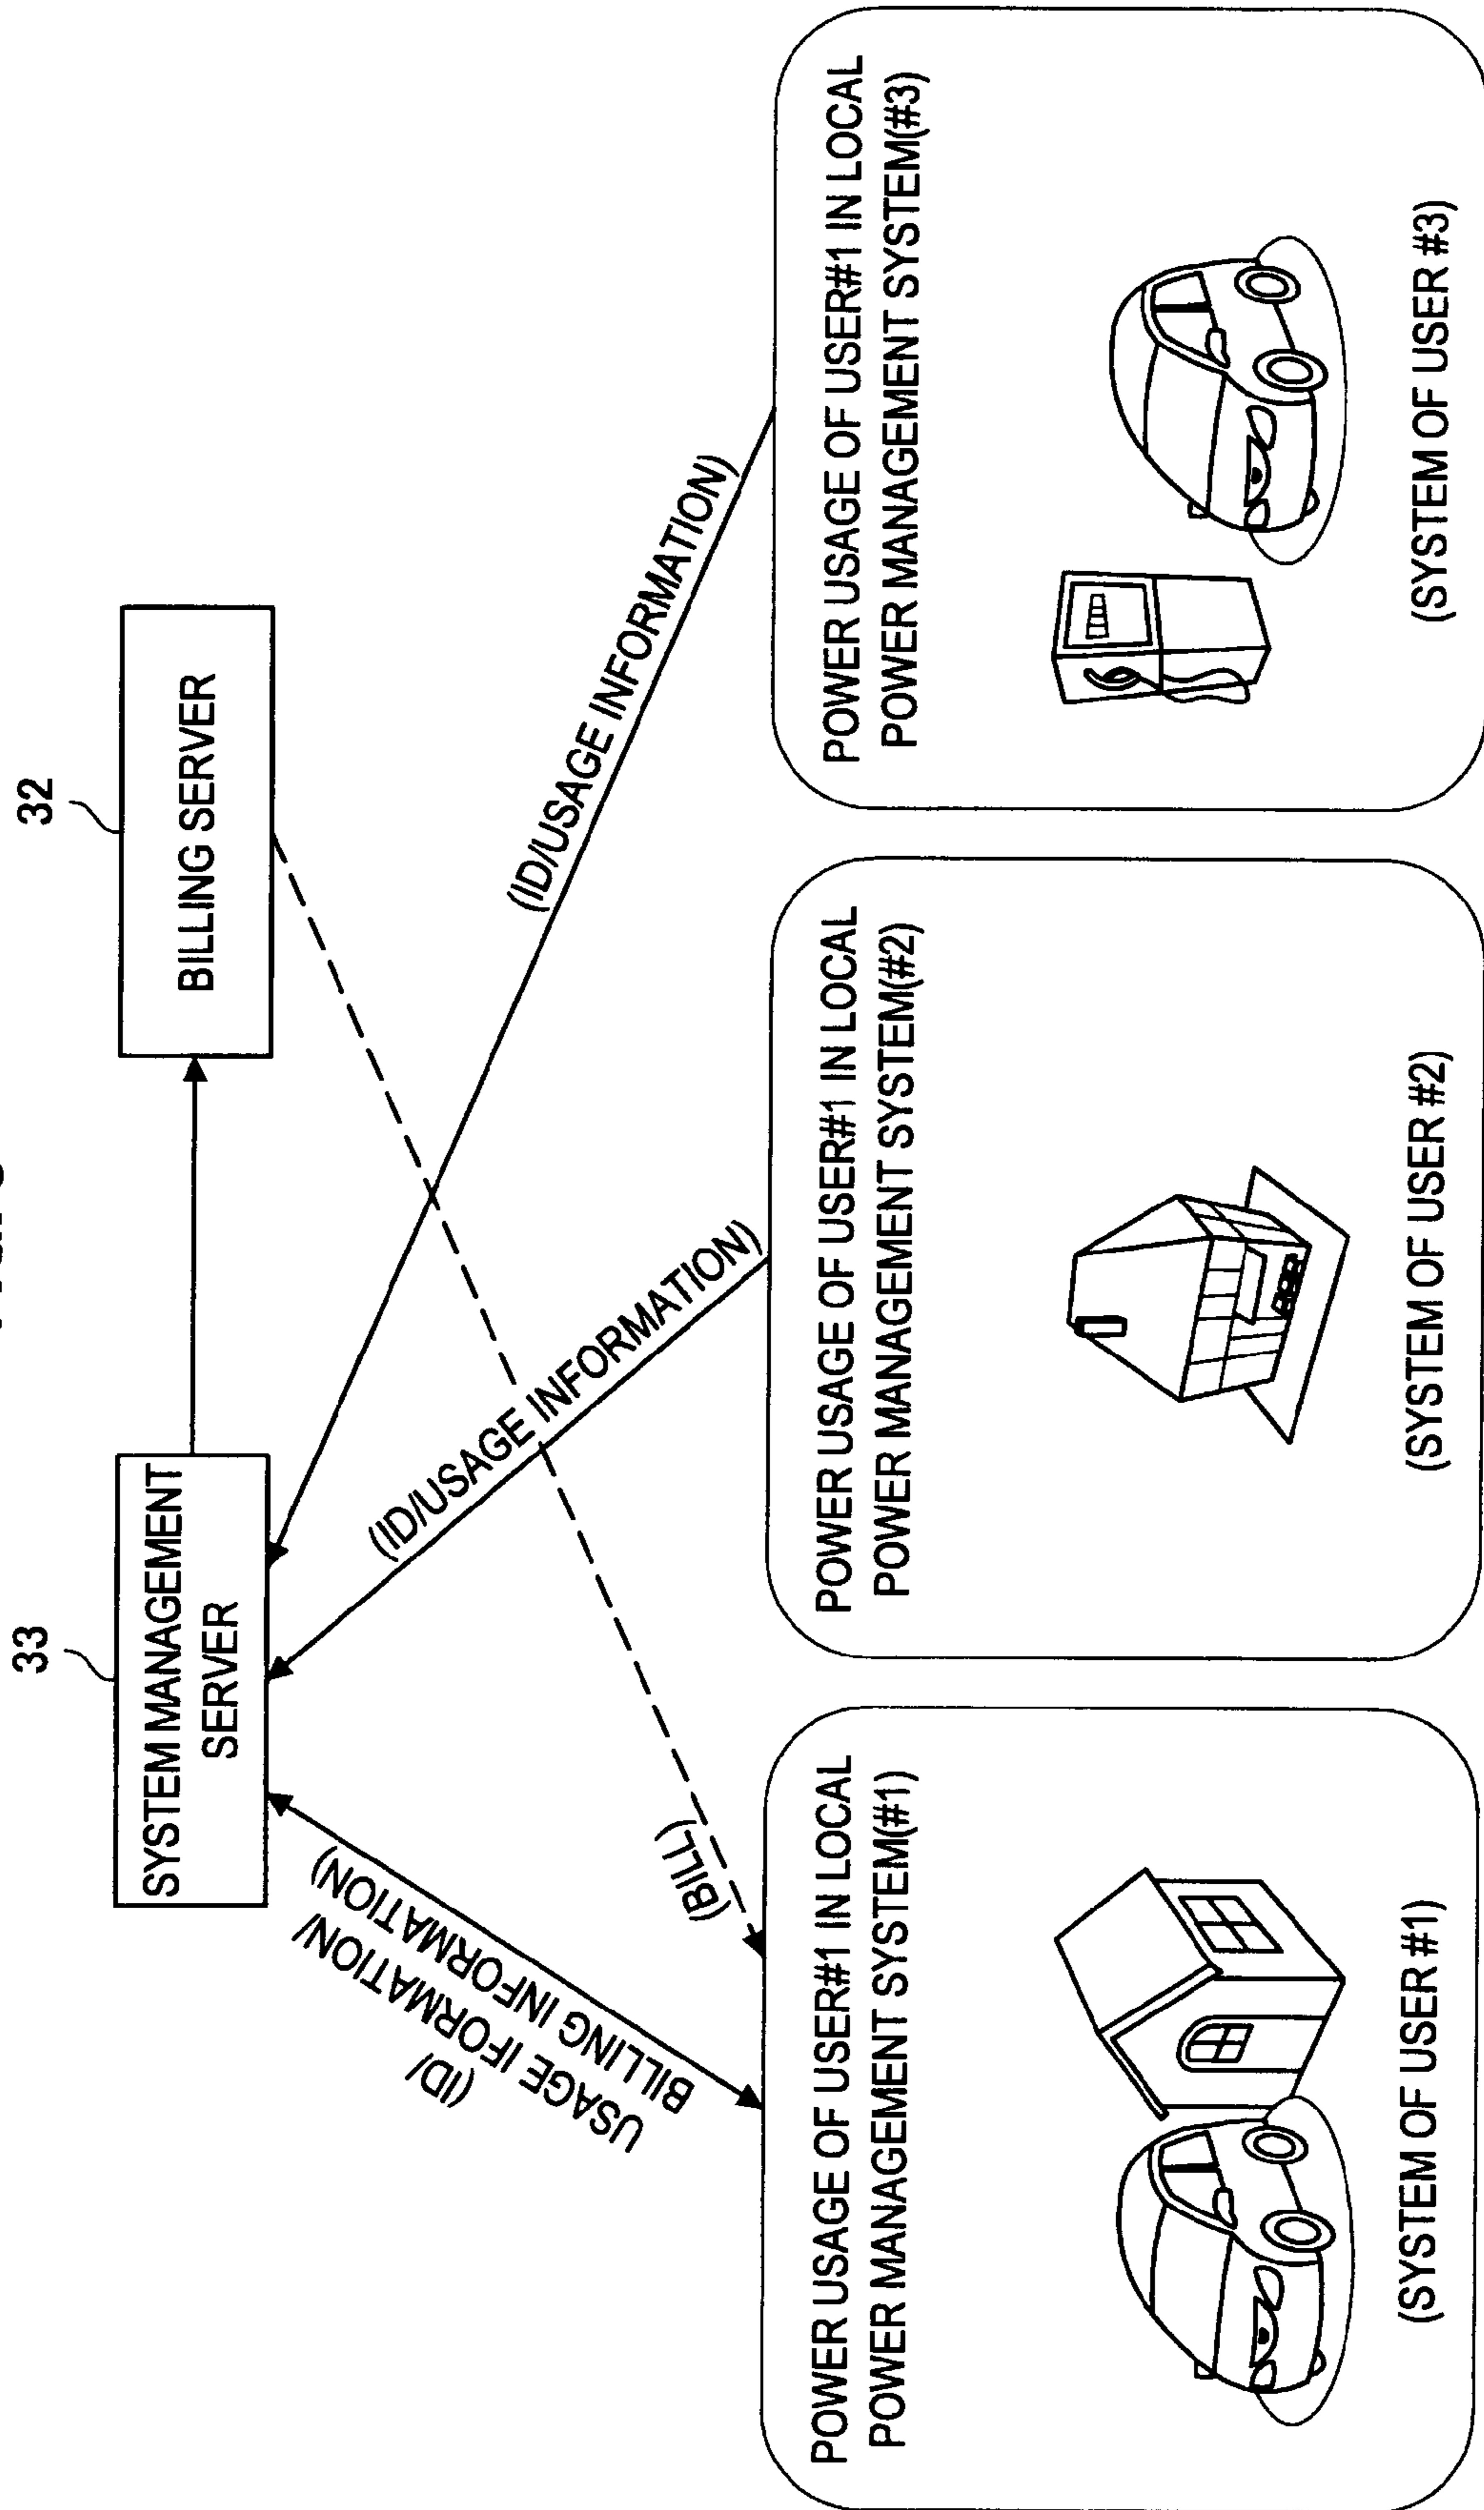 33
SYSTEM MANAGEMENT
SERVER
32
BILLING SERVER
(ID/
USAGE IFORMATION/
BILLING INFORMATION)
(BILL)
(ID/USAGE INFORMATION)
(ID/USAGE INFORMATION)
POWER USAGE OF USER#1 IN LOCAL
POWER MANAGEMENT SYSTEM(#1)
(SYSTEM OF USER #1)
POWER USAGE OF USER#1 IN LOCAL
POWER MANAGEMENT SYSTEM(#2)
(SYSTEM OF USER #2)
POWER USAGE OF USER#1 IN LOCAL
POWER MANAGEMENT SYSTEM(#3)
(SYSTEM OF USER #3)